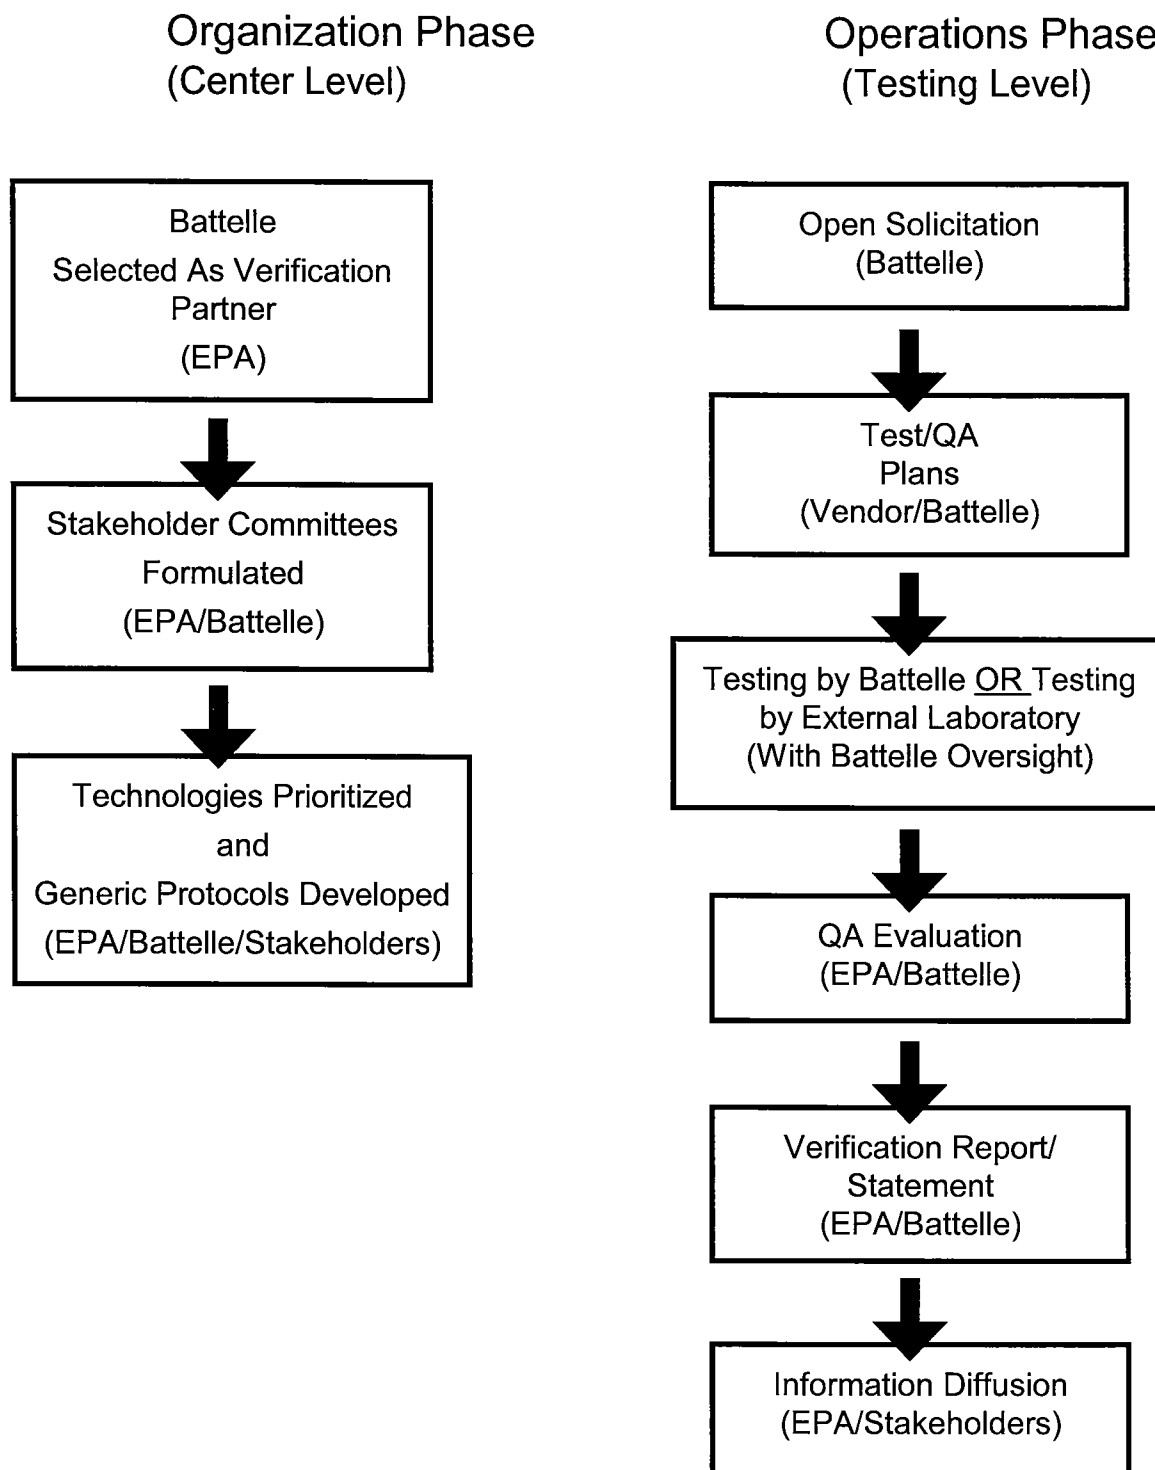 Organization Phase
(Center Level)
Battelle
Selected As Verification
Partner
(EPA)
Stakeholder Committees
Formulated
(EPA/Battelle)
Technologies Prioritized
and
Generic Protocols Developed
(EPA/Battelle/Stakeholders)
Operations Phase
(Testing Level)
Open Solicitation
(Battelle)
Test/QA
Plans
(Vendor/Battelle)
Testing by Battelle OR Testing
by External Laboratory
(With Battelle Oversight)
QA Evaluation
(EPA/Battelle)
Verification Report/
Statement
(EPA/Battelle)
Information Diffusion
(EPA/Stakeholders)